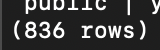 public | y
(836 rows)